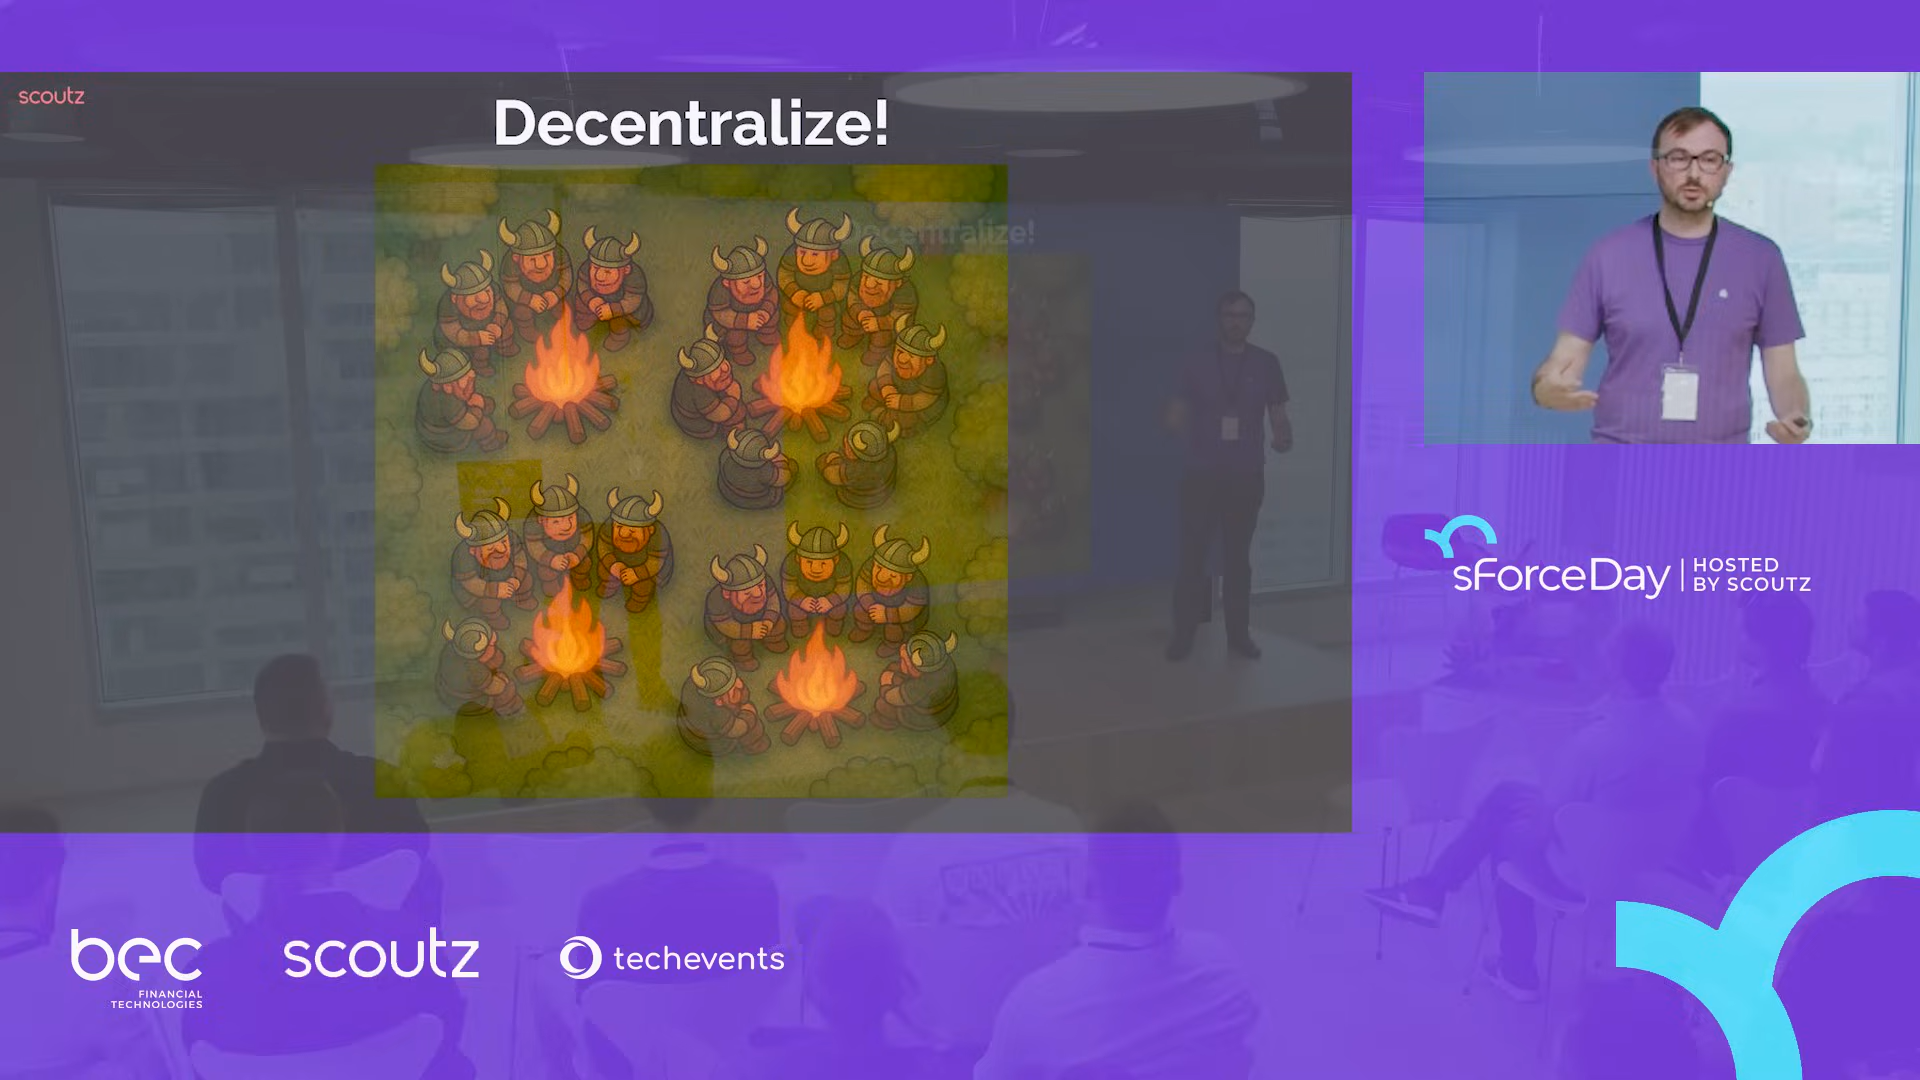 scoutz
Decentralize!
Decentralize!
sForceDay | HOSTED
BY SCOUTZ
bec
FINANCIAL
TECHNOLOGIES
scoutz
techevents